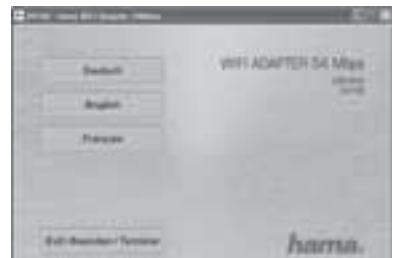 Deutsch
English
Français
WIFI ADAPTER 54 Mbps
Exit / Beenden / Terminer
hama.